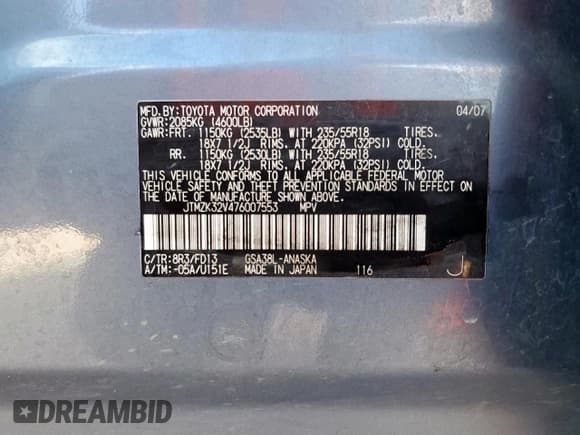 MFD.BY:TOYOTA MOTOR CORPORATION 04/07
GVWR:2085KG (4600LB)
GAWR:FRT. 1150KG (2535LB) WITH 235/55R18 TIRES.
18X7 1/2J RIMS. AT 220KPA (32PSI) COLD.
RR. 1150KG (2530LB) WITH 235/55R18 TIRES.
18X7 1/2J RIMS. AT 220KPA (32PSI) COLD.
THIS VEHICLE CONFORMS TO ALL APPLICABLE FEDERAL MOTOR
VEHICLE SAFETY AND THEFT PREVENTION STANDARDS IN EFFECT ON
THE DATE OF MANUFACTURE SHOWN ABOVE.
JTMZK32V476007553 MPV
C/TR:8R3/FD13 GSA38L-ANASKA
A/TM:-05A/U151E MADE IN JAPAN 116 J
DREAMBID